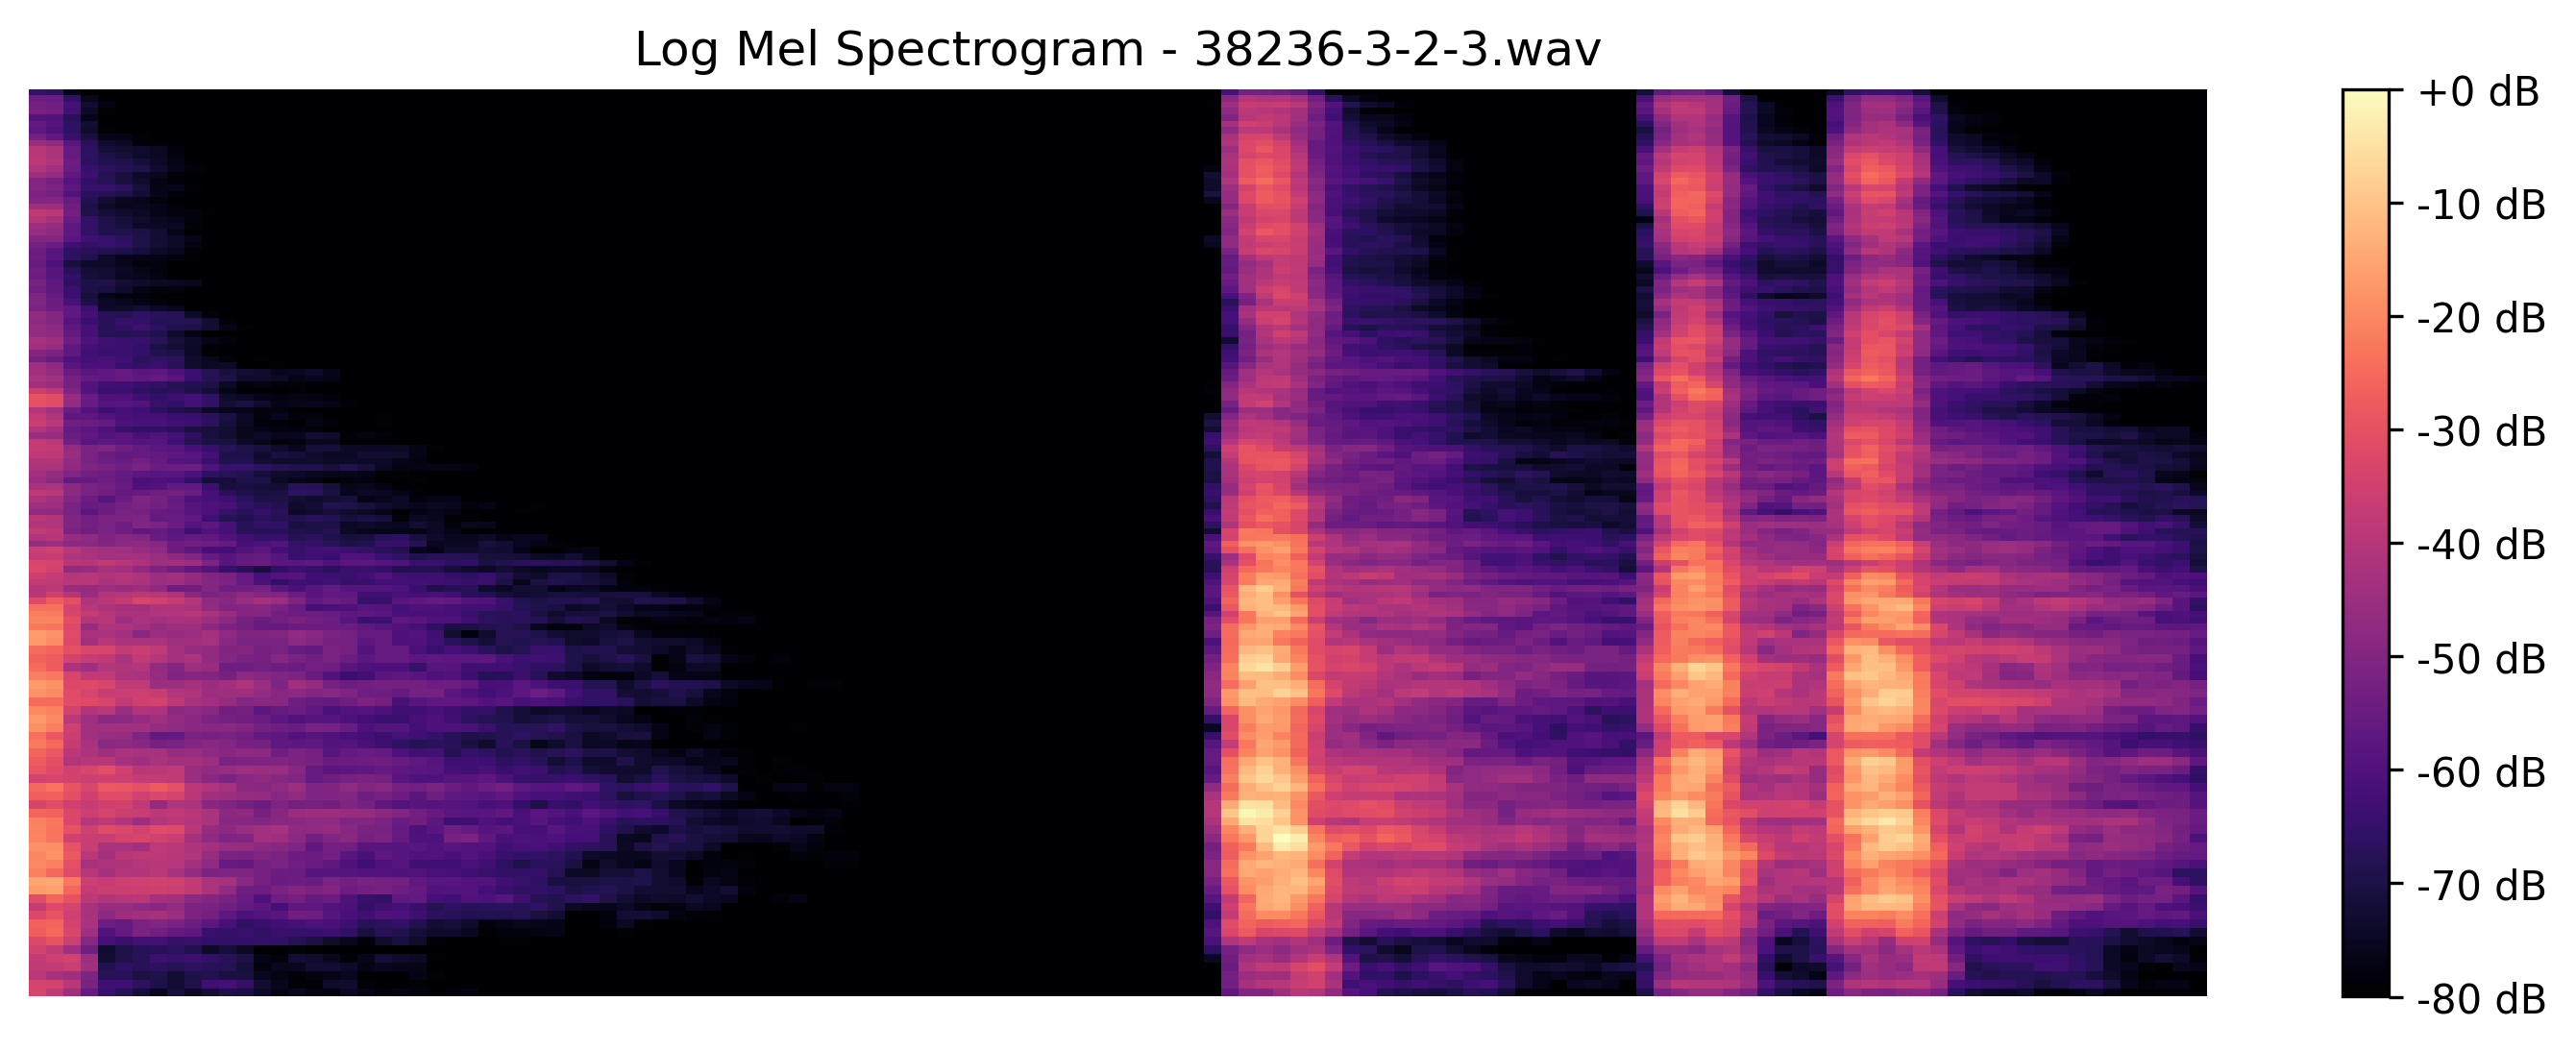 Log Mel Spectrogram - 38236-3-2-3.wav
+0 dB
-10 dB
-20 dB
-30 dB
-40 dB
-50 dB
-60 dB
-70 dB
-80 dB